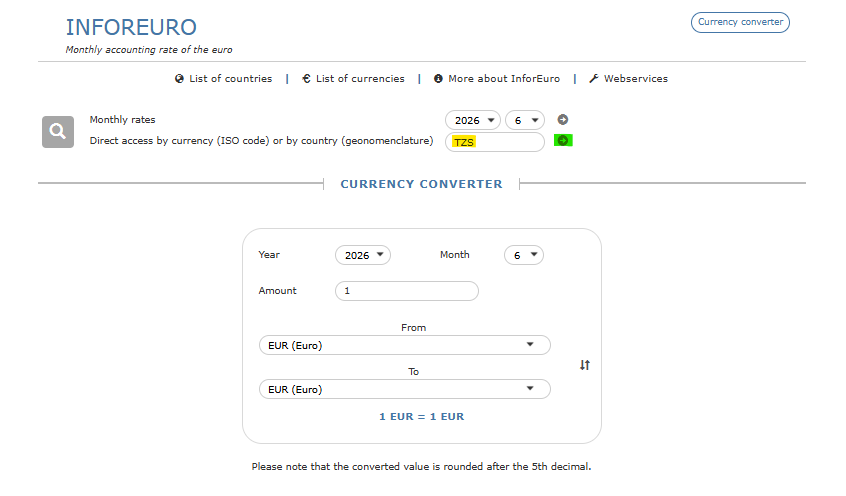 INFOREURO
Currency converter
Monthly accounting rate of the euro
List of countries | € List of currencies | More about InforEuro | Webservices
Monthly rates 2026 6
Direct access by currency (ISO code) or by country (geonomenclature) TZS
CURRENCY CONVERTER
Year 2026 Month 6
Amount 1
From
EUR (Euro)
To
EUR (Euro)
1 EUR = 1 EUR
Please note that the converted value is rounded after the 5th decimal.